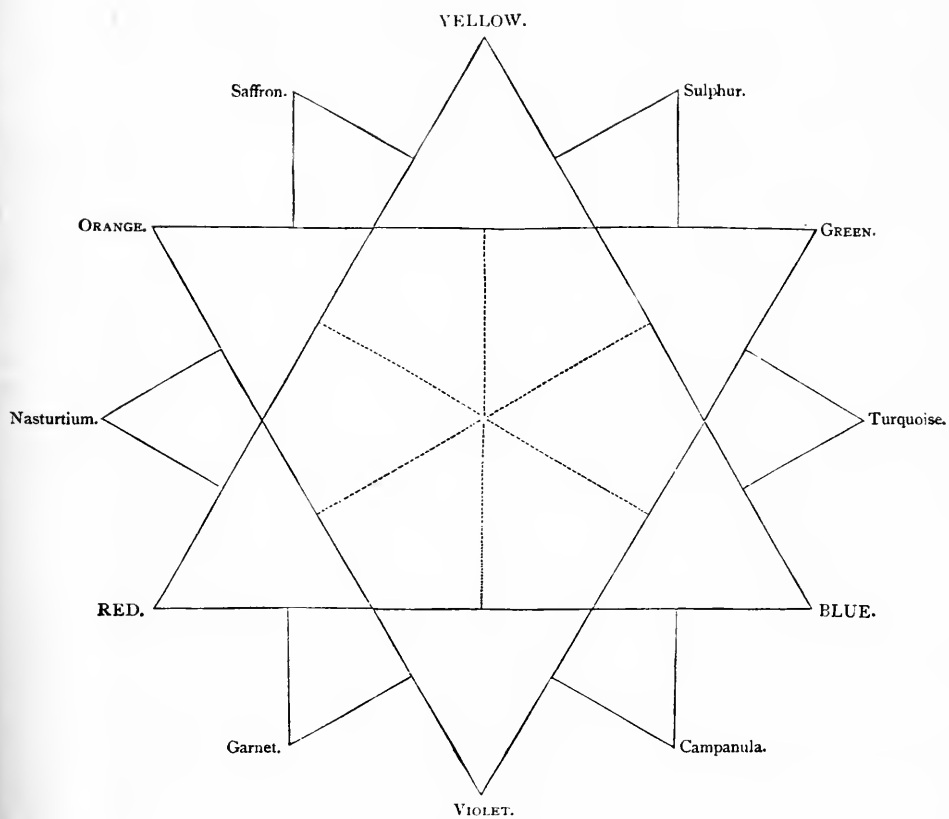 YELLOW.
Saffron.
Sulphur.
ORANGE.
GREEN.
Nasturtium.
Turquoise.
RED.
BLUE.
Garnet.
Campanula.
VIOLET.